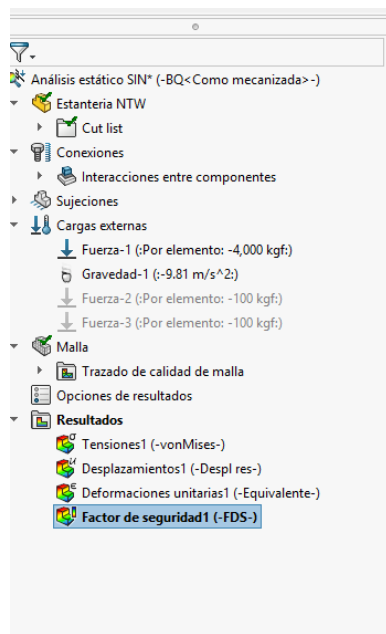 Análisis estático SIN* (-BQ<Como mecanizada>-)
Estanteria NTW
Cut list
Conexiones
Interacciones entre componentes
Sujeciones
Cargas externas
Fuerza-1 (:Por elemento: -4,000 kgf:)
Gravedad-1 (:-9.81 m/s^2:)
Fuerza-2 (:Por elemento: -100 kgf:)
Fuerza-3 (:Por elemento: -100 kgf:)
Malla
Trazado de calidad de malla
Opciones de resultados
Resultados
Tensiones1 (-vonMises-)
Desplazamientos1 (-Despl res-)
Deformaciones unitarias1 (-Equivalente-)
Factor de seguridad1 (-FDS-)